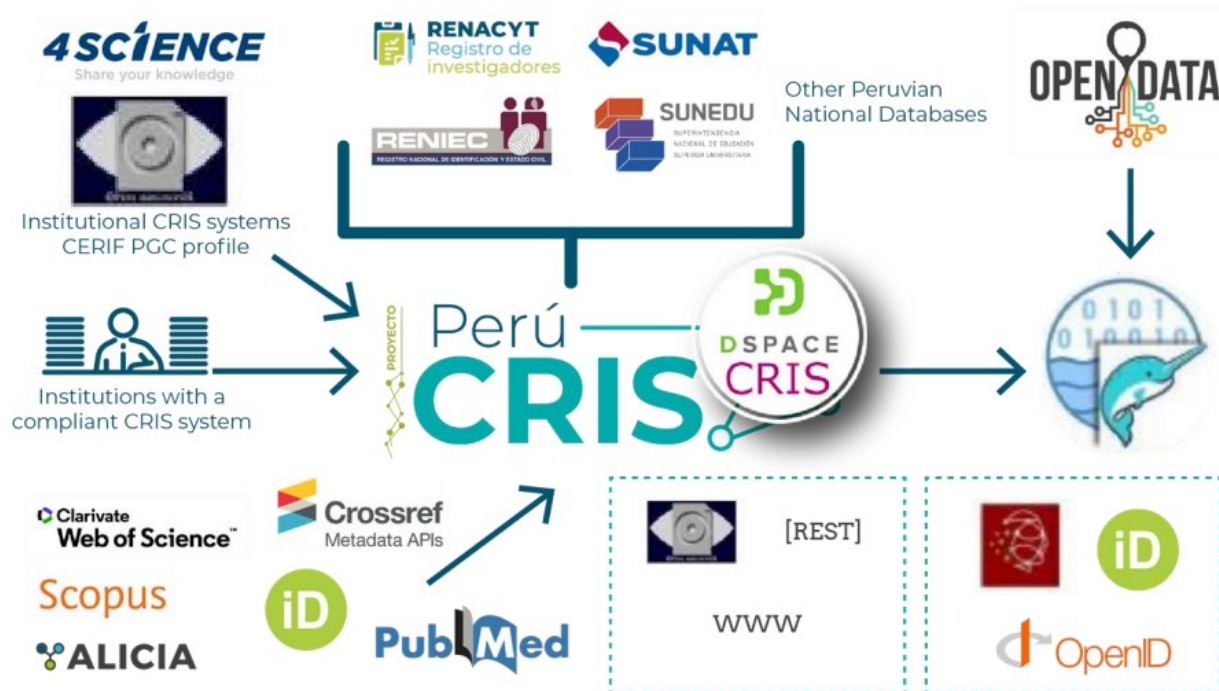 4SCIENCE
Share your knowledge
Institutional CRIS systems
CERIF PGC profile
Institutions with a
compliant CRIS system
RENACYT
Registro de
investigadores
SUNAT
RENIEC
REGISTRO NACIONAL DE IDENTIFICACIÓN Y ESTADO CIVIL
SUNEDU
SUPERINTENDENCIA
NACIONAL DE EDUCACIÓN
SUPERIOR UNIVERSITARIA
Other Peruvian
National Databases
OPEN DATA
PROYECTO
Perú
CRIS
DSPACE
CRIS
0101
010010
Clarivate
Web of Science™
Crossref
Metadata APIs
Scopus
iD
ALICIA
PubMed
[REST]
www
iD
OpenID